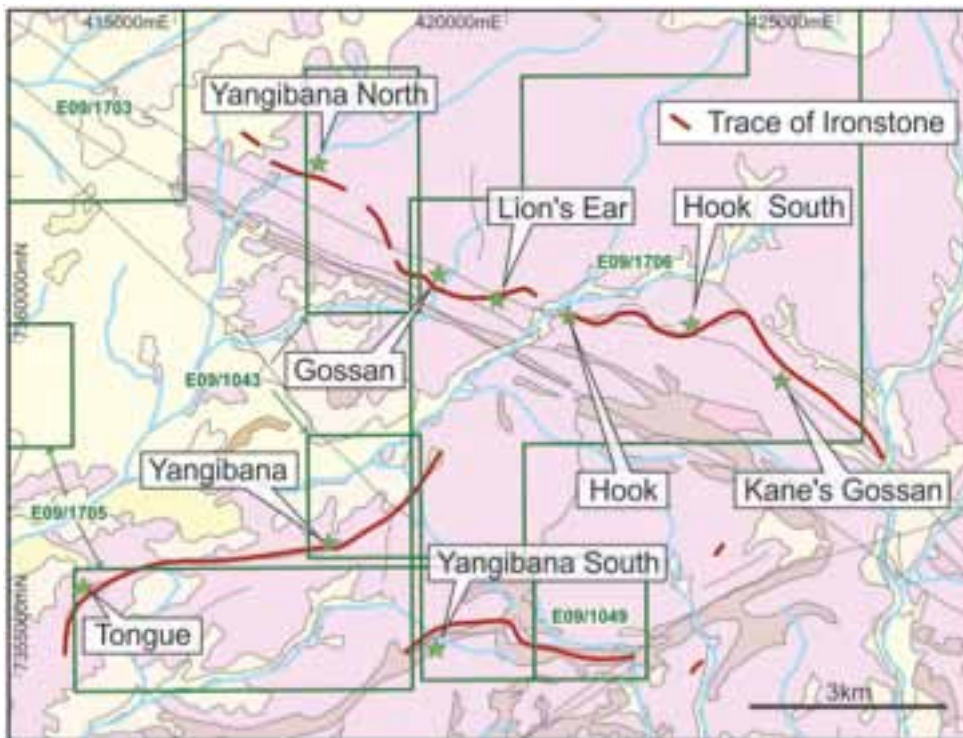 415000mE
420000mE
425000mE
E09/1703
Yangibana North
Trace of Ironstone
Lion's Ear
Hook South
E09/1706
7360000mN
Gossan
E09/1043
Yangibana
Hook
Kane's Gossan
E09/1705
Yangibana South
7355000mN
Tongue
E09/1049
3km